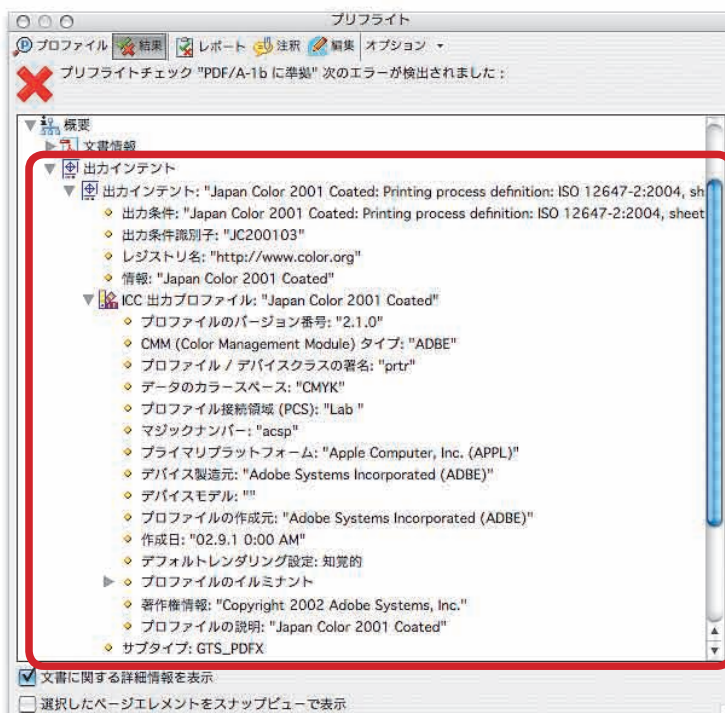 プリフライト
プロファイル 結果 レポート 注釈 編集 オプション
プリフライトチェック "PDF/A-1b に準拠" 次のエラーが検出されました :
概要
文書情報
出力インテント
出力インテント: "Japan Color 2001 Coated: Printing process definition: ISO 12647-2:2004, sh
出力条件: "Japan Color 2001 Coated: Printing process definition: ISO 12647-2:2004, sheet
出力条件識別子: "JC200103"
レジストリ名: "http://www.color.org"
情報: "Japan Color 2001 Coated"
ICC 出力プロファイル: "Japan Color 2001 Coated"
プロファイルのバージョン番号: "2.1.0"
CMM (Color Management Module) タイプ: "ADBE"
プロファイル / デバイスクラスの署名: "prtr"
データのカラースペース: "CMYK"
プロファイル接続領域 (PCS): "Lab "
マジックナンバー: "acsp"
プライマリプラットフォーム: "Apple Computer, Inc. (APPL)"
デバイス製造元: "Adobe Systems Incorporated (ADBE)"
デバイスモデル: ""
プロファイルの作成元: "Adobe Systems Incorporated (ADBE)"
作成日: "02.9.1 0:00 AM"
デフォルトレンダリング設定: 知覚的
プロファイルのイルミナント
著作権情報: "Copyright 2002 Adobe Systems, Inc."
プロファイルの説明: "Japan Color 2001 Coated"
サブタイプ: GTS_PDFX
文書に関する詳細情報を表示
選択したページエレメントをスナップビューで表示